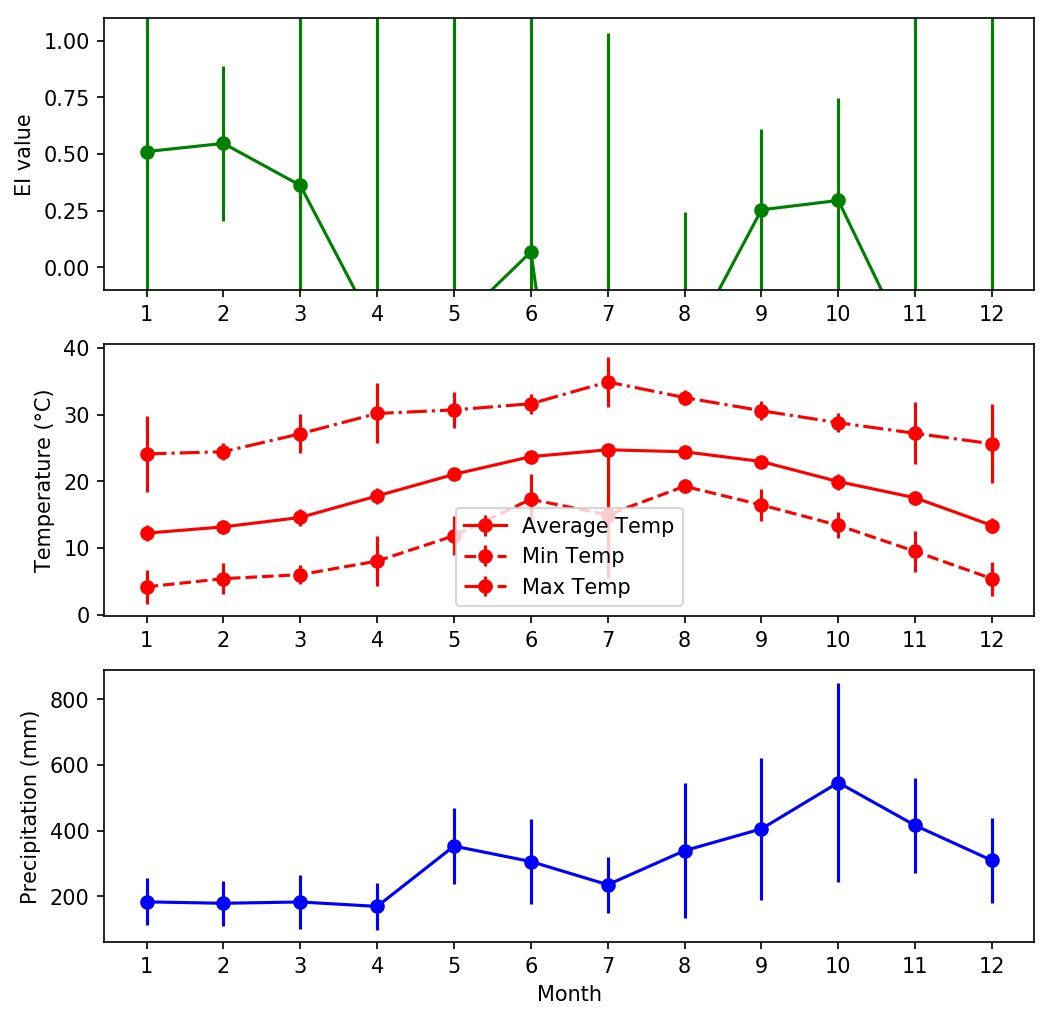 EI value
1.00
0.75
0.50
0.25
0.00
1 2 3 4 5 6 7 8 9 10 11 12
Temperature (°C)
40
30
20
10
0
Average Temp
Min Temp
Max Temp
1 2 3 4 5 6 7 8 9 10 11 12
Precipitation (mm)
800
600
400
200
1 2 3 4 5 6 7 8 9 10 11 12
Month